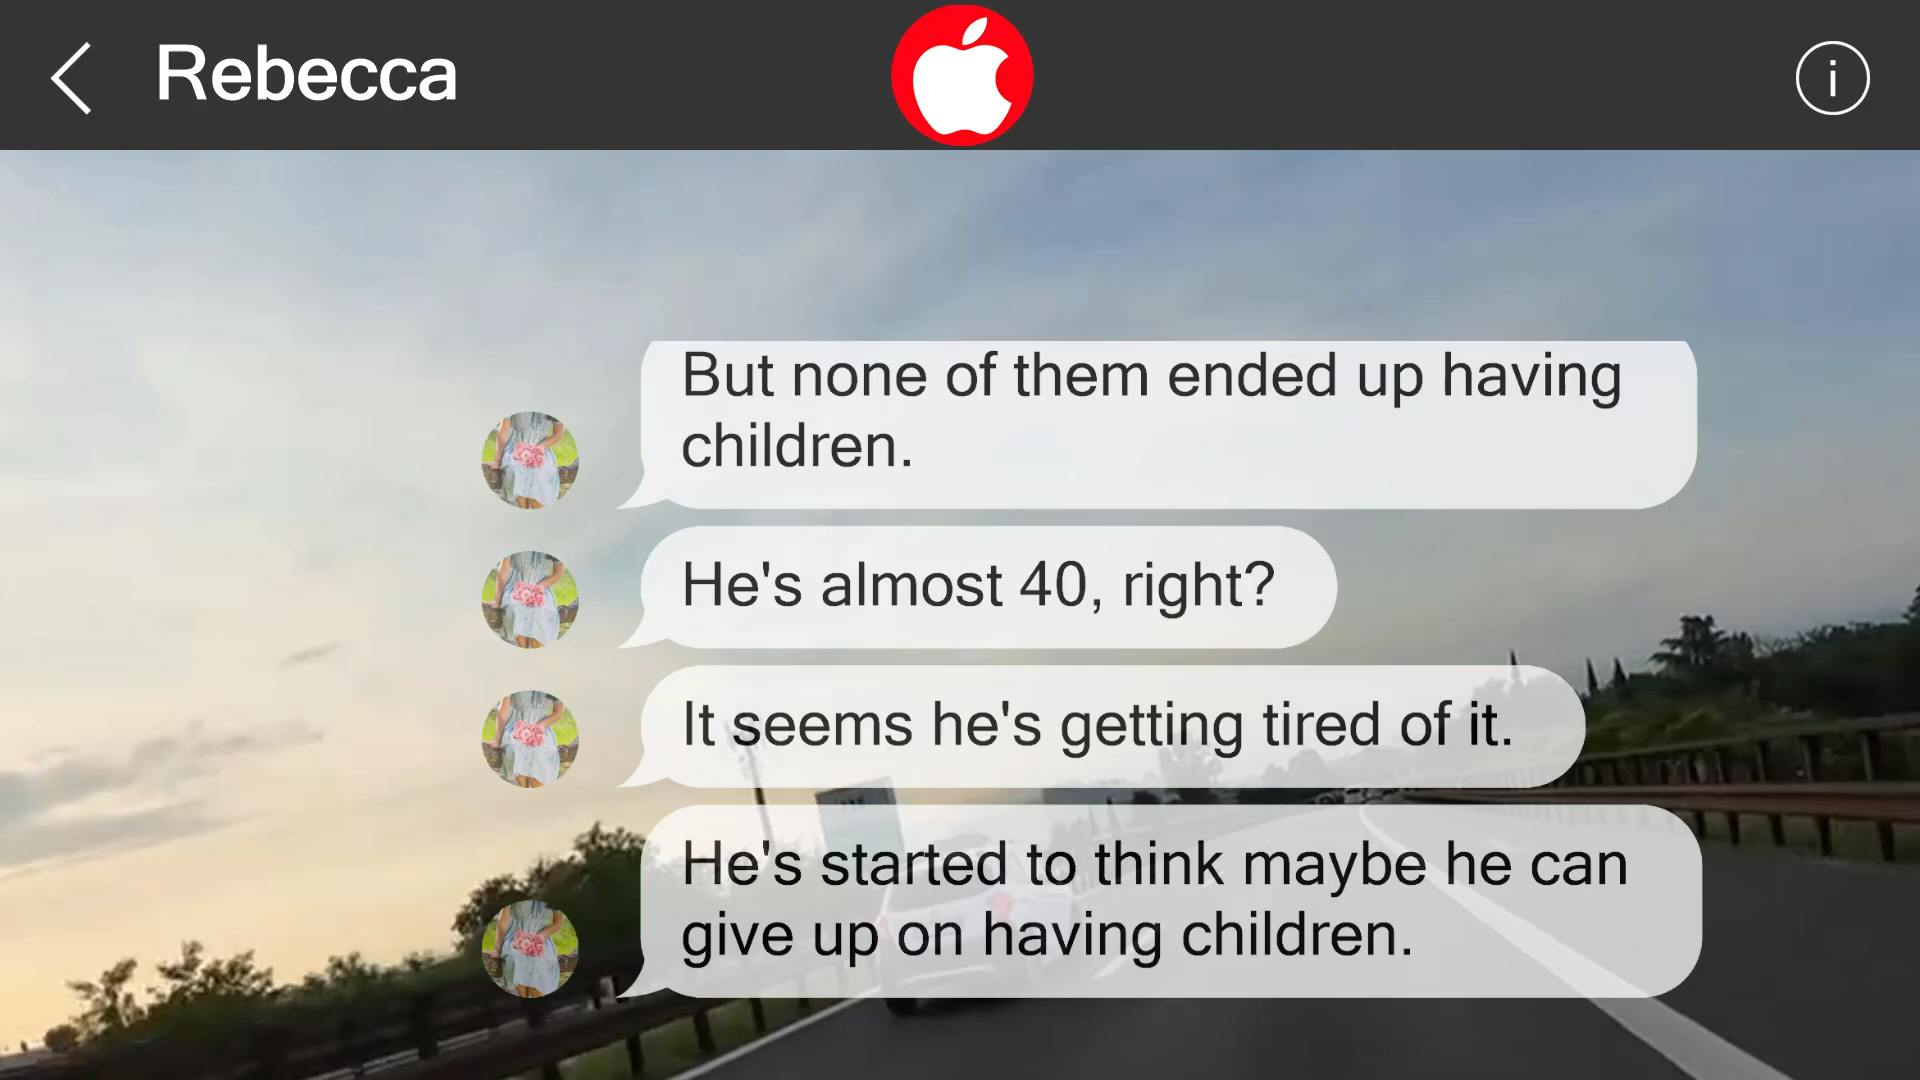 Rebecca
But none of them ended up having
children.
He's almost 40, right?
It seems he's getting tired of it.
He's started to think maybe he can
give up on having children.